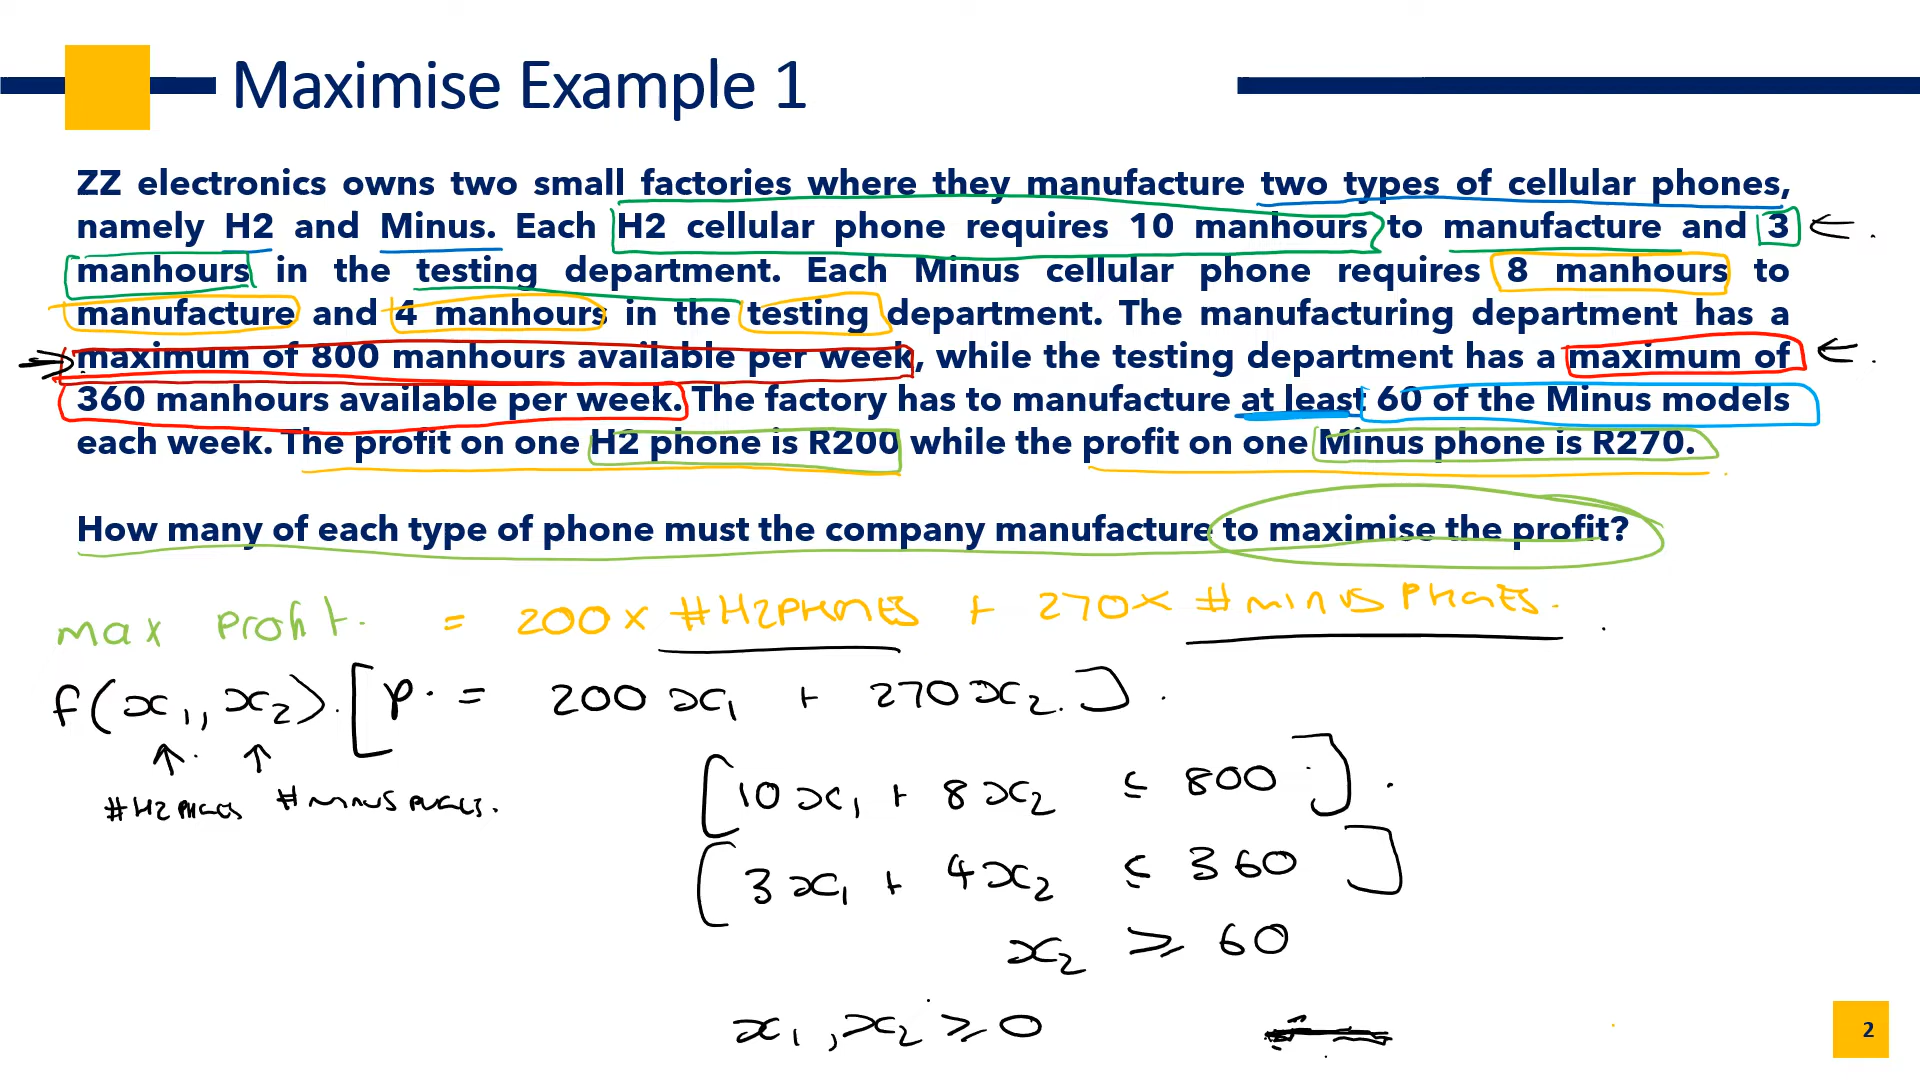 Maximise Example 1
ZZ electronics owns two small factories where they manufacture two types of cellular phones,
namely H2 and Minus. Each H2 cellular phone requires 10 manhours to manufacture and 3
manhours in the testing department. Each Minus cellular phone requires 8 manhours to
manufacture and 4 manhours in the testing department. The manufacturing department has a
maximum of 800 manhours available per week, while the testing department has a maximum of
360 manhours available per week. The factory has to manufacture at least 60 of the Minus models
each week. The profit on one H2 phone is R200 while the profit on one Minus phone is R270.
How many of each type of phone must the company manufacture to maximise the profit?
max profit. = 200 x #H2PHONES + 270 x #minus PHONES.
f(x₁, x₂). [P. = 200 x₁ + 270 x₂.].
↑. ↑
#H2 PHONES #MINUS PHONES.
[10x₁ + 8x₂ ≤ 800].
[3x₁ + 4x₂ ≤ 360]
x₂ ≥ 60
x₁, x₂ ≥ 0
2